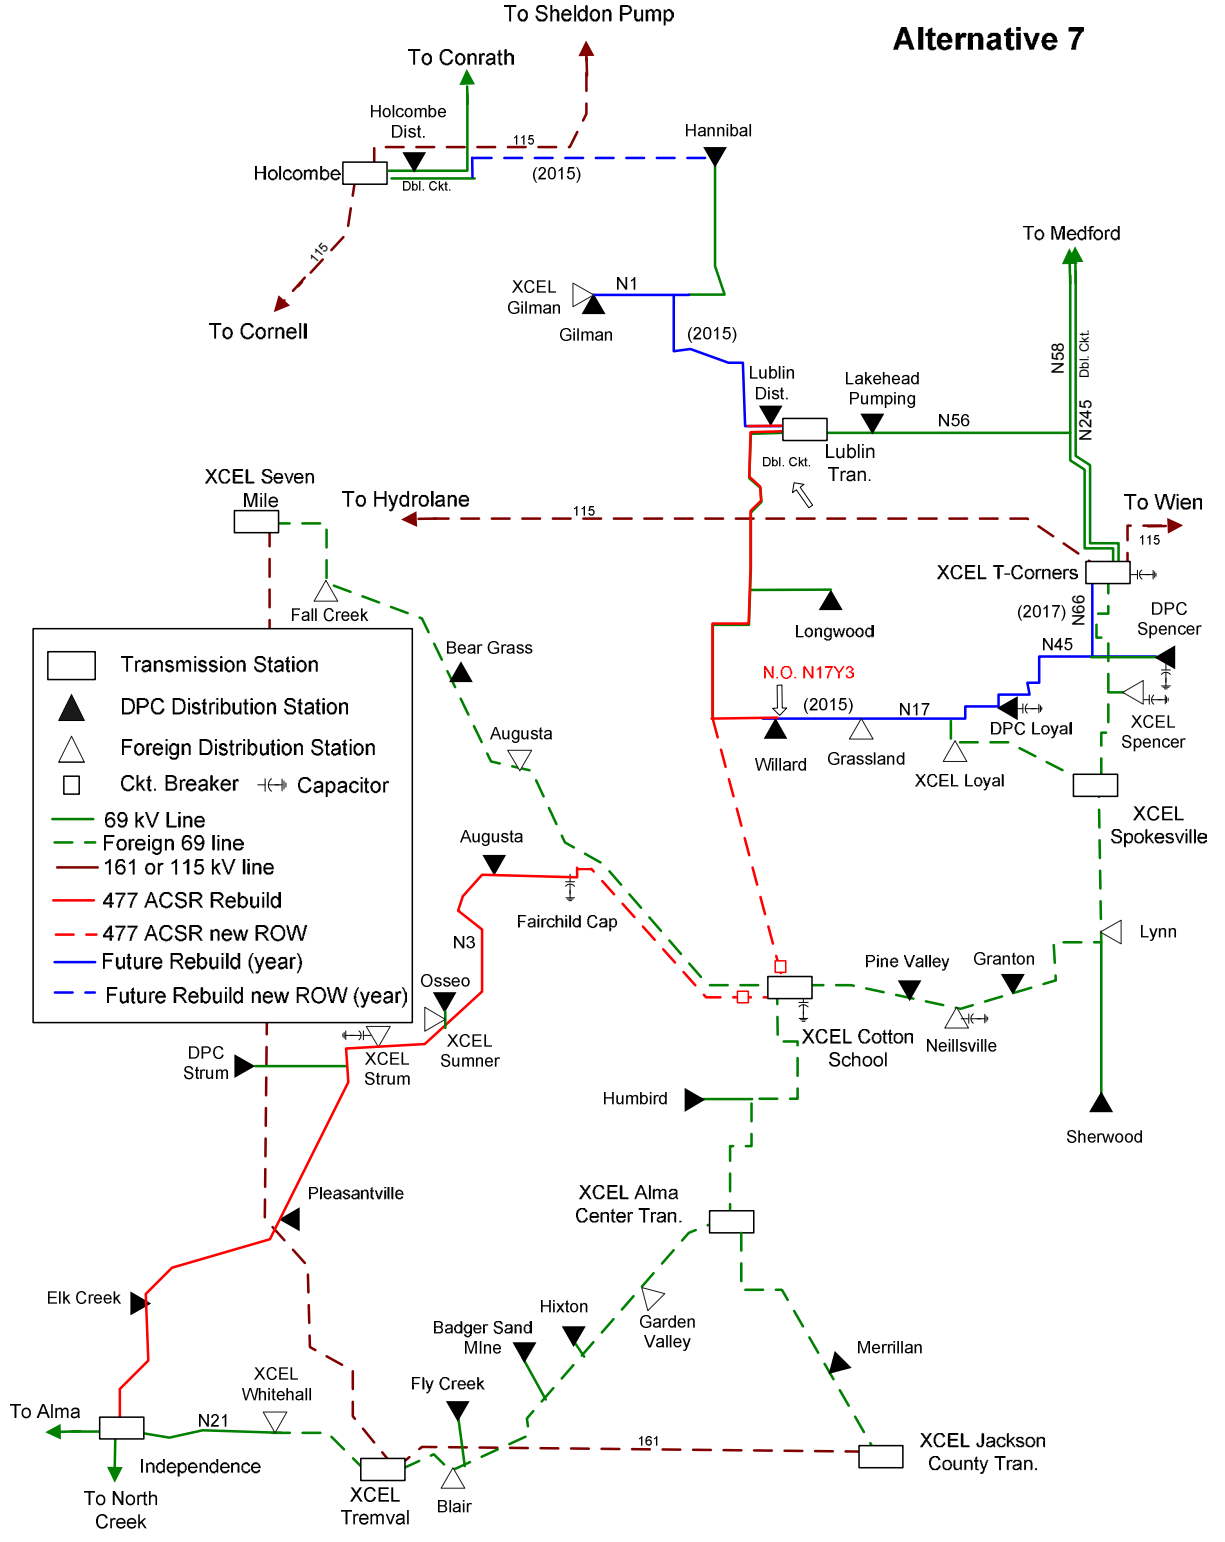 To Sheldon Pump
Alternative 7
To Conrath
Holcombe
Dist.
115
Hannibal
Holcombe
Dbl. Ckt.
(2015)
115
To Cornell
To Medford
XCEL
Gilman
N1
Gilman
(2015)
N58
Dbl. Ckt.
N245
Lublin
Dist.
Lakehead
Pumping
N56
Lublin
Tran.
Dbl. Ckt.
XCEL Seven
Mile
To Hydrolane
115
To Wien
115
XCEL T-Corners
Fall Creek
(2017)
N66
DPC
Spencer
Longwood
N45
Bear Grass
N.O. N17Y3
(2015)
N17
DPC Loyal
XCEL
Spencer
Willard
Grassland
XCEL Loyal
Augusta
Transmission Station
DPC Distribution Station
Foreign Distribution Station
Ckt. Breaker
Capacitor
69 kV Line
Foreign 69 line
161 or 115 kV line
477 ACSR Rebuild
477 ACSR new ROW
Future Rebuild (year)
Future Rebuild new ROW (year)
XCEL
Spokesville
Augusta
Fairchild Cap
N3
Lynn
Pine Valley
Granton
Osseo
XCEL
Sumner
XCEL Cotton
School
Neillsville
DPC
Strum
XCEL
Strum
Humbird
Sherwood
Pleasantville
XCEL Alma
Center Tran.
Elk Creek
Garden
Valley
Hixton
Badger Sand
MIne
Merrillan
XCEL
Whitehall
Fly Creek
To Alma
N21
161
XCEL Jackson
County Tran.
Independence
XCEL
Tremval
Blair
To North
Creek